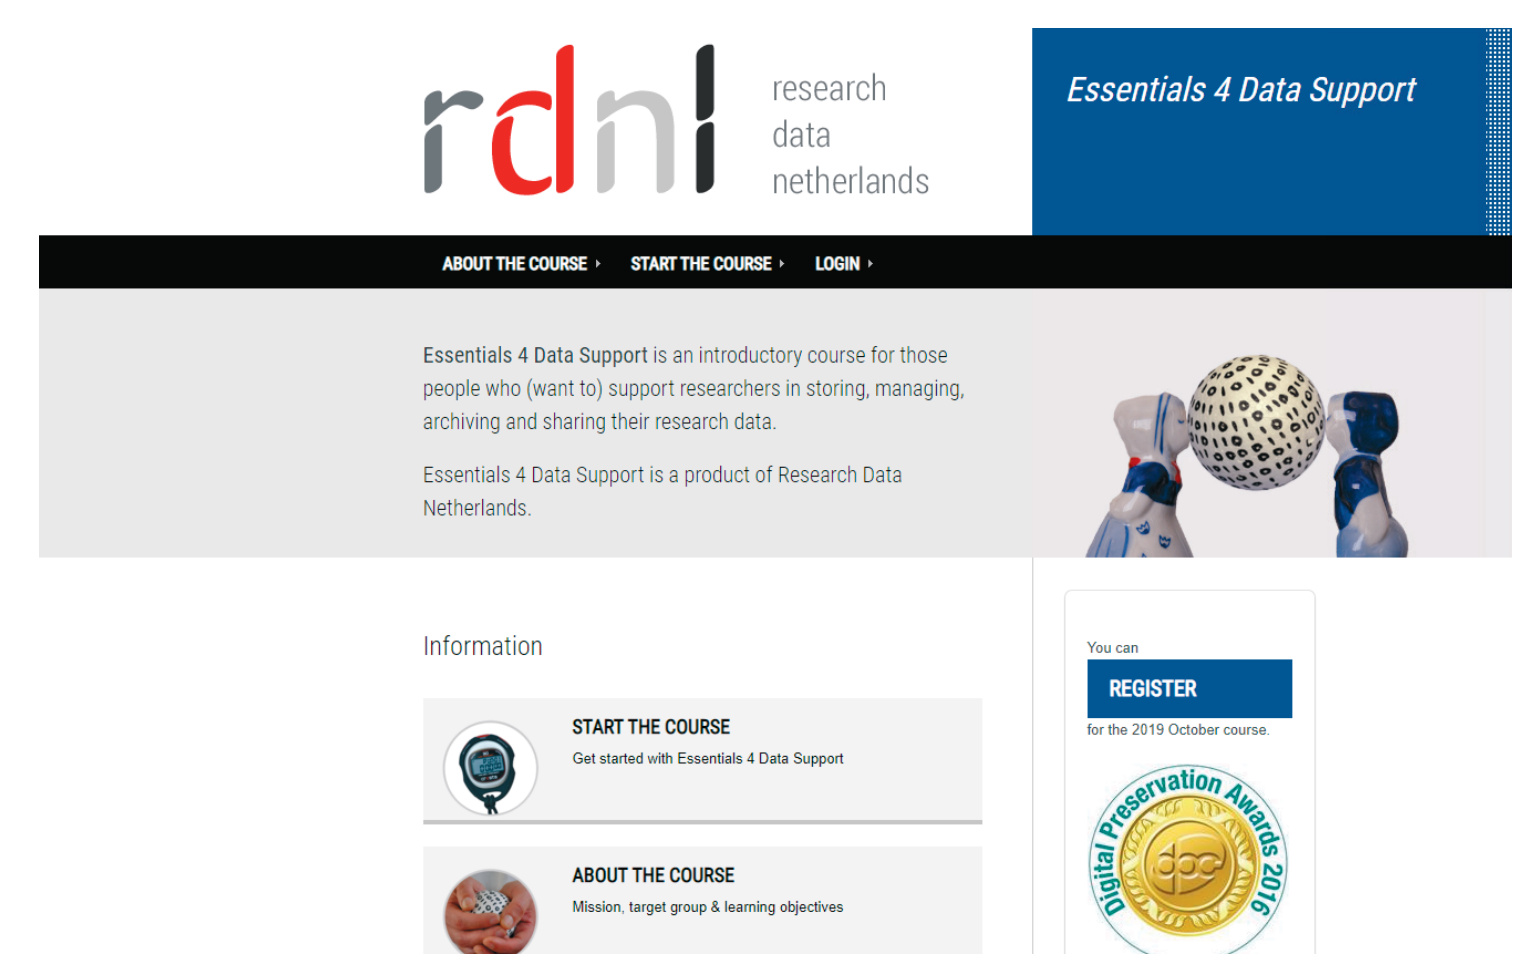 rdnl
research
data
netherlands
Essentials 4 Data Support
ABOUT THE COURSE
START THE COURSE
LOGIN
Essentials 4 Data Support is an introductory course for those
people who (want to) support researchers in storing, managing,
archiving and sharing their research data.
Essentials 4 Data Support is a product of Research Data
Netherlands.
Information
START THE COURSE
Get started with Essentials 4 Data Support
ABOUT THE COURSE
Mission, target group & learning objectives
You can
REGISTER
for the 2019 October course.
Digital Preservation Awards 2016
dpc